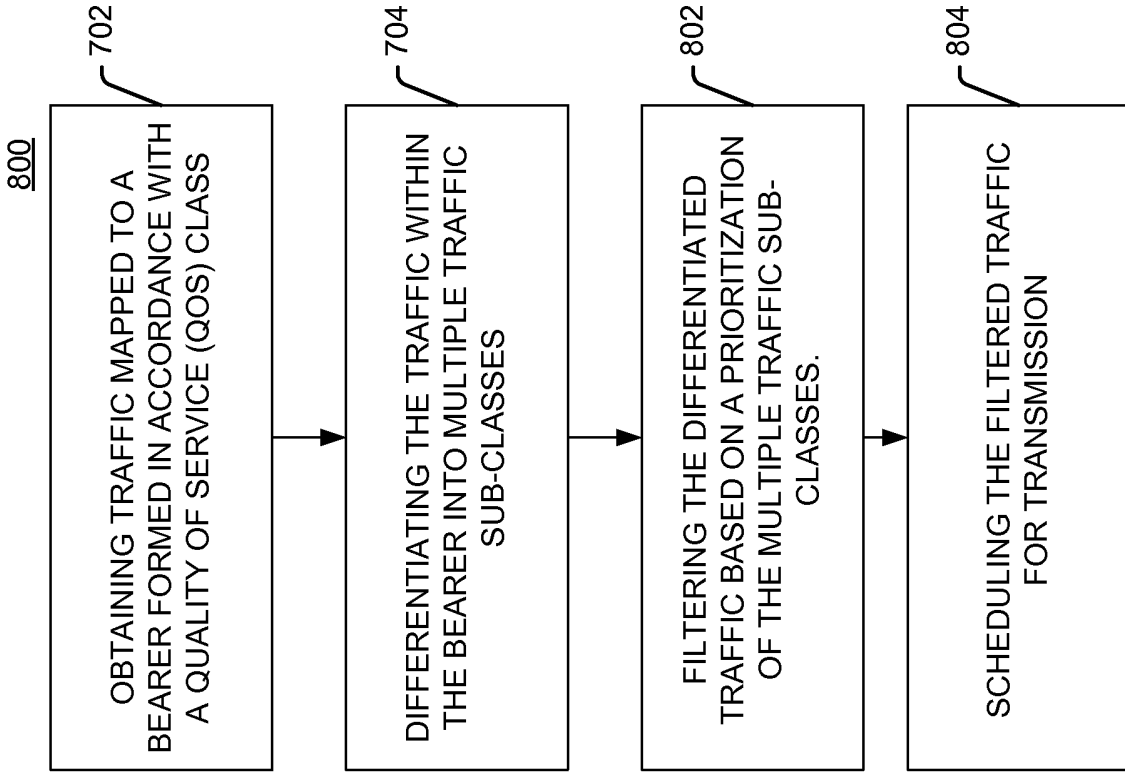 800
OBTAINING TRAFFIC MAPPED TO A
BEARER FORMED IN ACCORDANCE WITH
A QUALITY OF SERVICE (QOS) CLASS
702
DIFFERENTIATING THE TRAFFIC WITHIN
THE BEARER INTO MULTIPLE TRAFFIC
SUB-CLASSES
704
FILTERING THE DIFFERENTIATED
TRAFFIC BASED ON A PRIORITIZATION
OF THE MULTIPLE TRAFFIC SUB-
CLASSES.
802
SCHEDULING THE FILTERED TRAFFIC
FOR TRANSMISSION
804